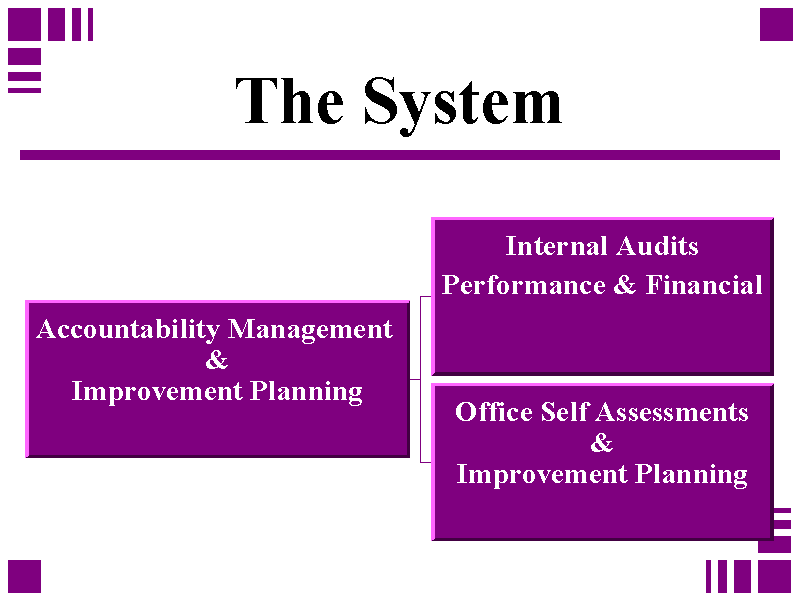 The System
Internal Audits
Performance & Financial
Accountability Management
&
Improvement Planning
Office Self Assessments
&
Improvement Planning